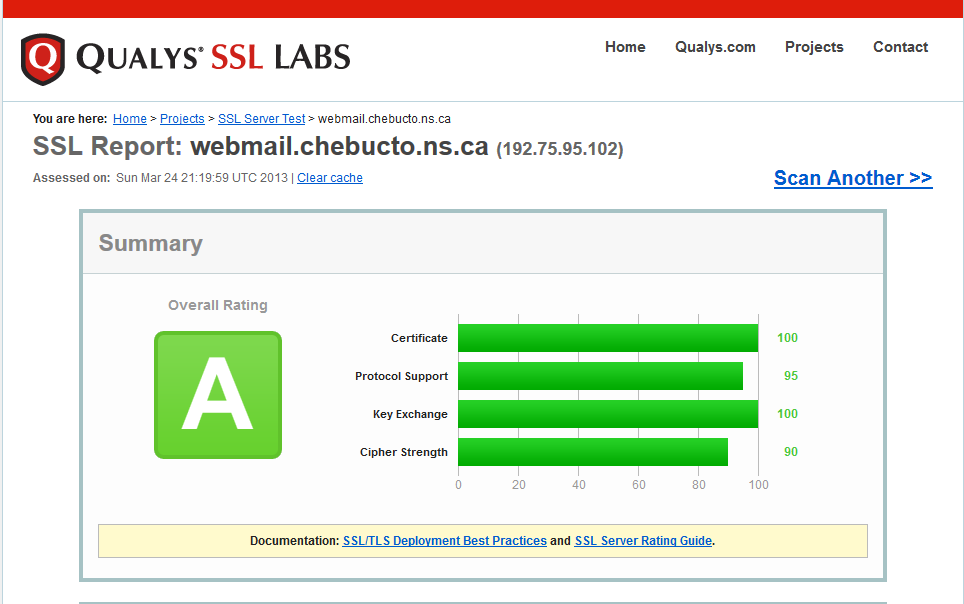 Q QUALYS® SSL LABS
Home Qualys.com Projects Contact
You are here: Home > Projects > SSL Server Test > webmail.chebucto.ns.ca
SSL Report: webmail.chebucto.ns.ca (192.75.95.102)
Assessed on: Sun Mar 24 21:19:59 UTC 2013 | Clear cache
Scan Another >>
Summary
Overall Rating
A
Certificate 100
Protocol Support 95
Key Exchange 100
Cipher Strength 90
0 20 40 60 80 100
Documentation: SSL/TLS Deployment Best Practices and SSL Server Rating Guide.